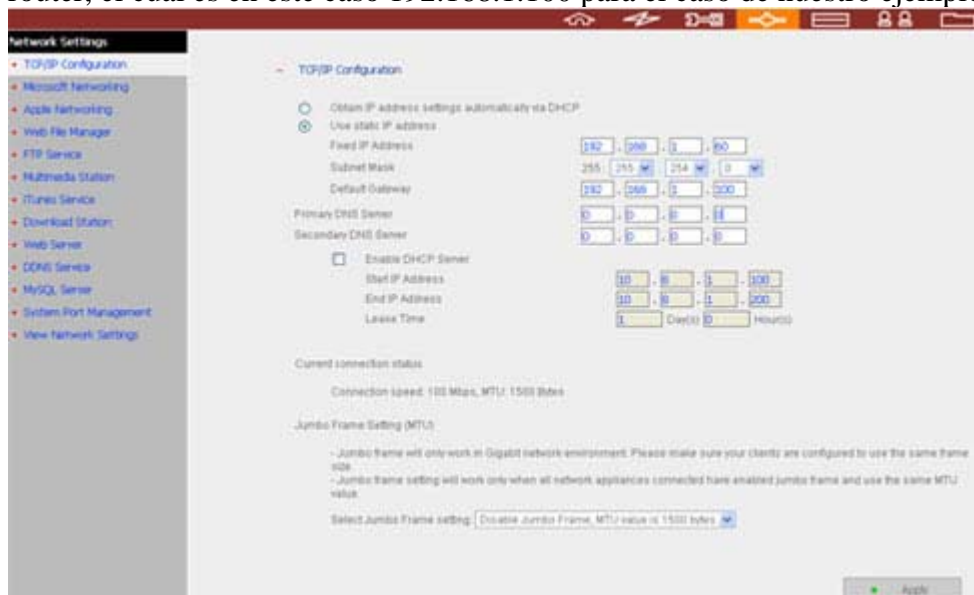 router, el cual es en este caso 192.168.1.100 para el caso de nuestro ejemplo
Network Settings
TCP/IP Configuration
Microsoft Networking
Apple Networking
Web File Manager
FTP Service
Multimedia Station
iTunes Service
Download Station
Web Server
DDNS Service
MySQL Server
System Port Management
View Network Settings
TCP/IP Configuration
Obtain IP address settings automatically via DHCP
Use static IP address
Fixed IP Address 192 . 168 . 1 . 60
Subnet Mask 255 . 255 . 254 . 0
Default Gateway 192 . 168 . 1 . 100
Primary DNS Server 0 . 0 . 0 . 0
Secondary DNS Server 0 . 0 . 0 . 0
Enable DHCP Server
Start IP Address 10 . 8 . 1 . 100
End IP Address 10 . 8 . 1 . 200
Lease Time 1 Day(s) 0 Hour(s)
Current connection status
Connection speed: 100 Mbps, MTU: 1500 Bytes
Jumbo Frame Setting (MTU)
- Jumbo frame will only work in Gigabit network environment. Please make sure your clients are configured to use the same frame
size.
- Jumbo frame setting will work only when all network appliances connected have enabled jumbo frame and use the same MTU
value.
Select Jumbo Frame setting: Disable Jumbo Frame, MTU value is 1500 bytes
Apply